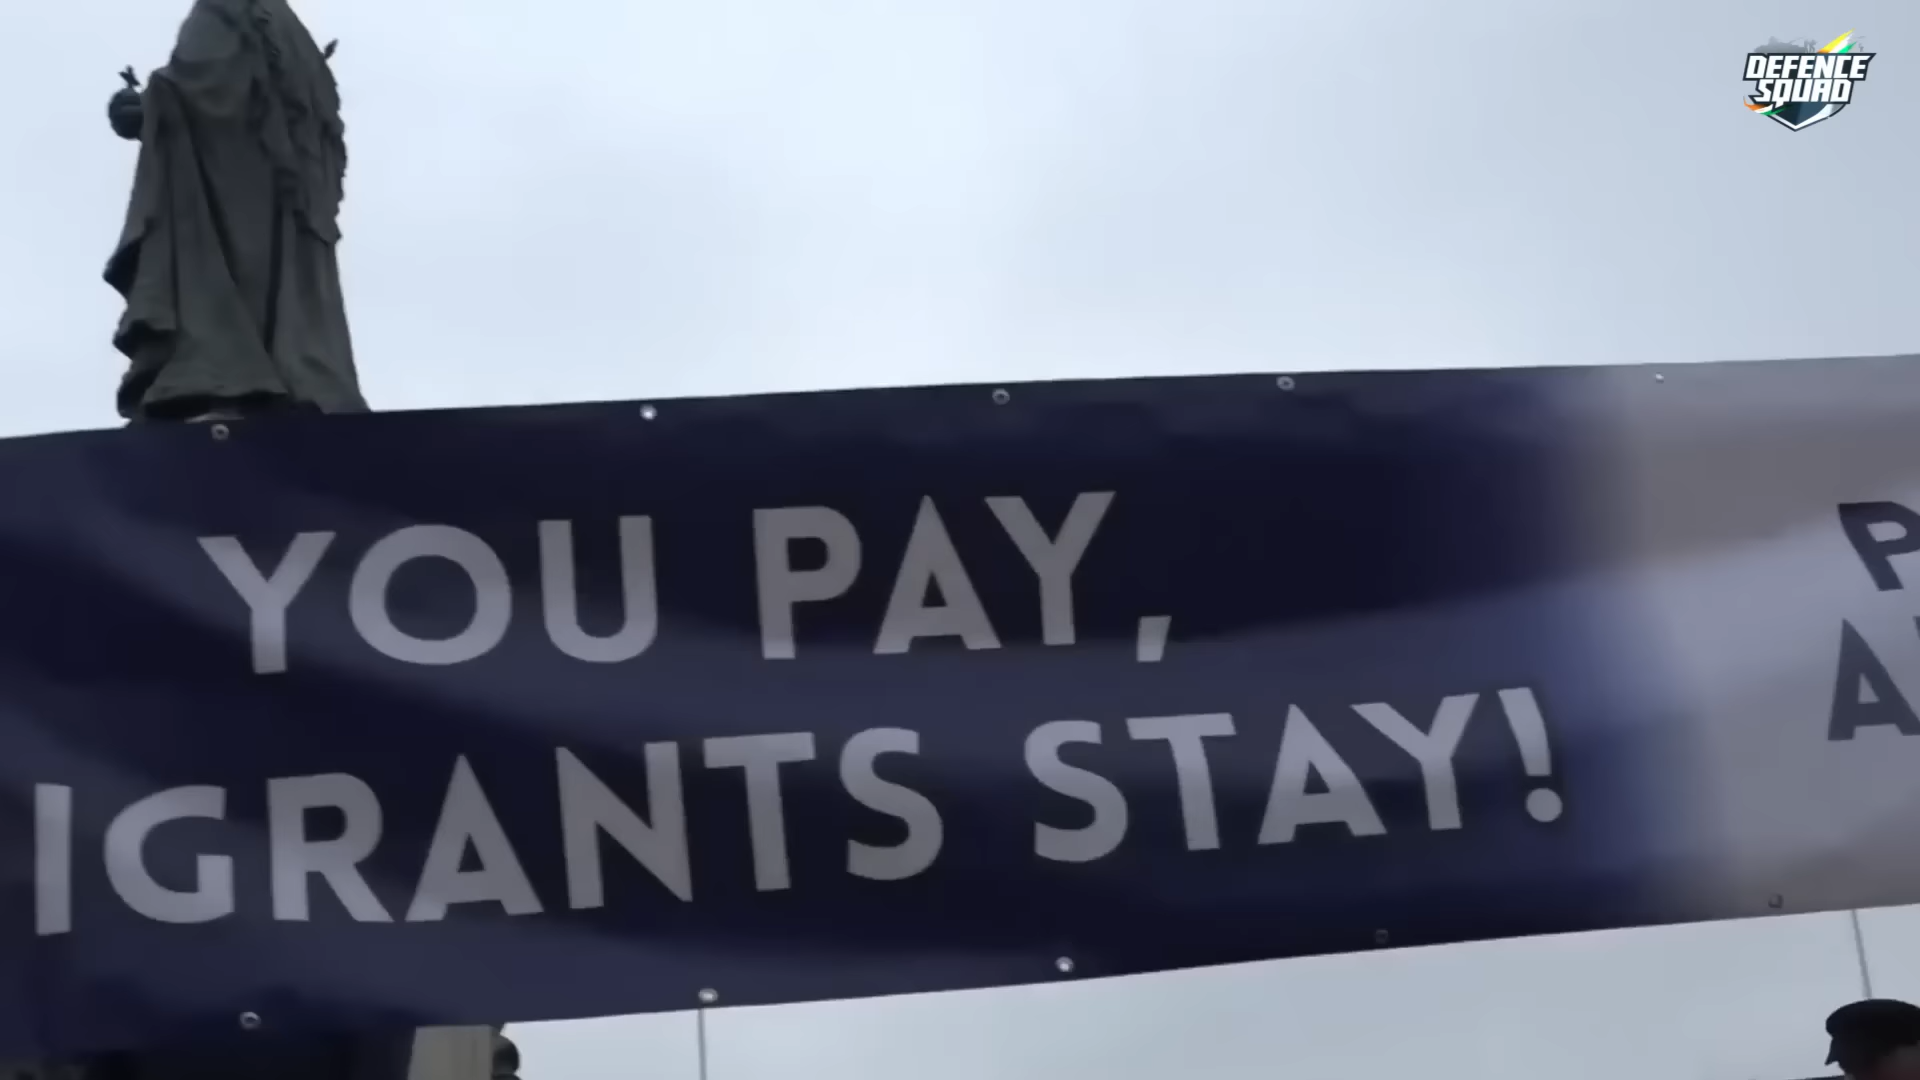 DEFENCE
SQUAD
YOU PAY,
IGRANTS STAY!
P
A